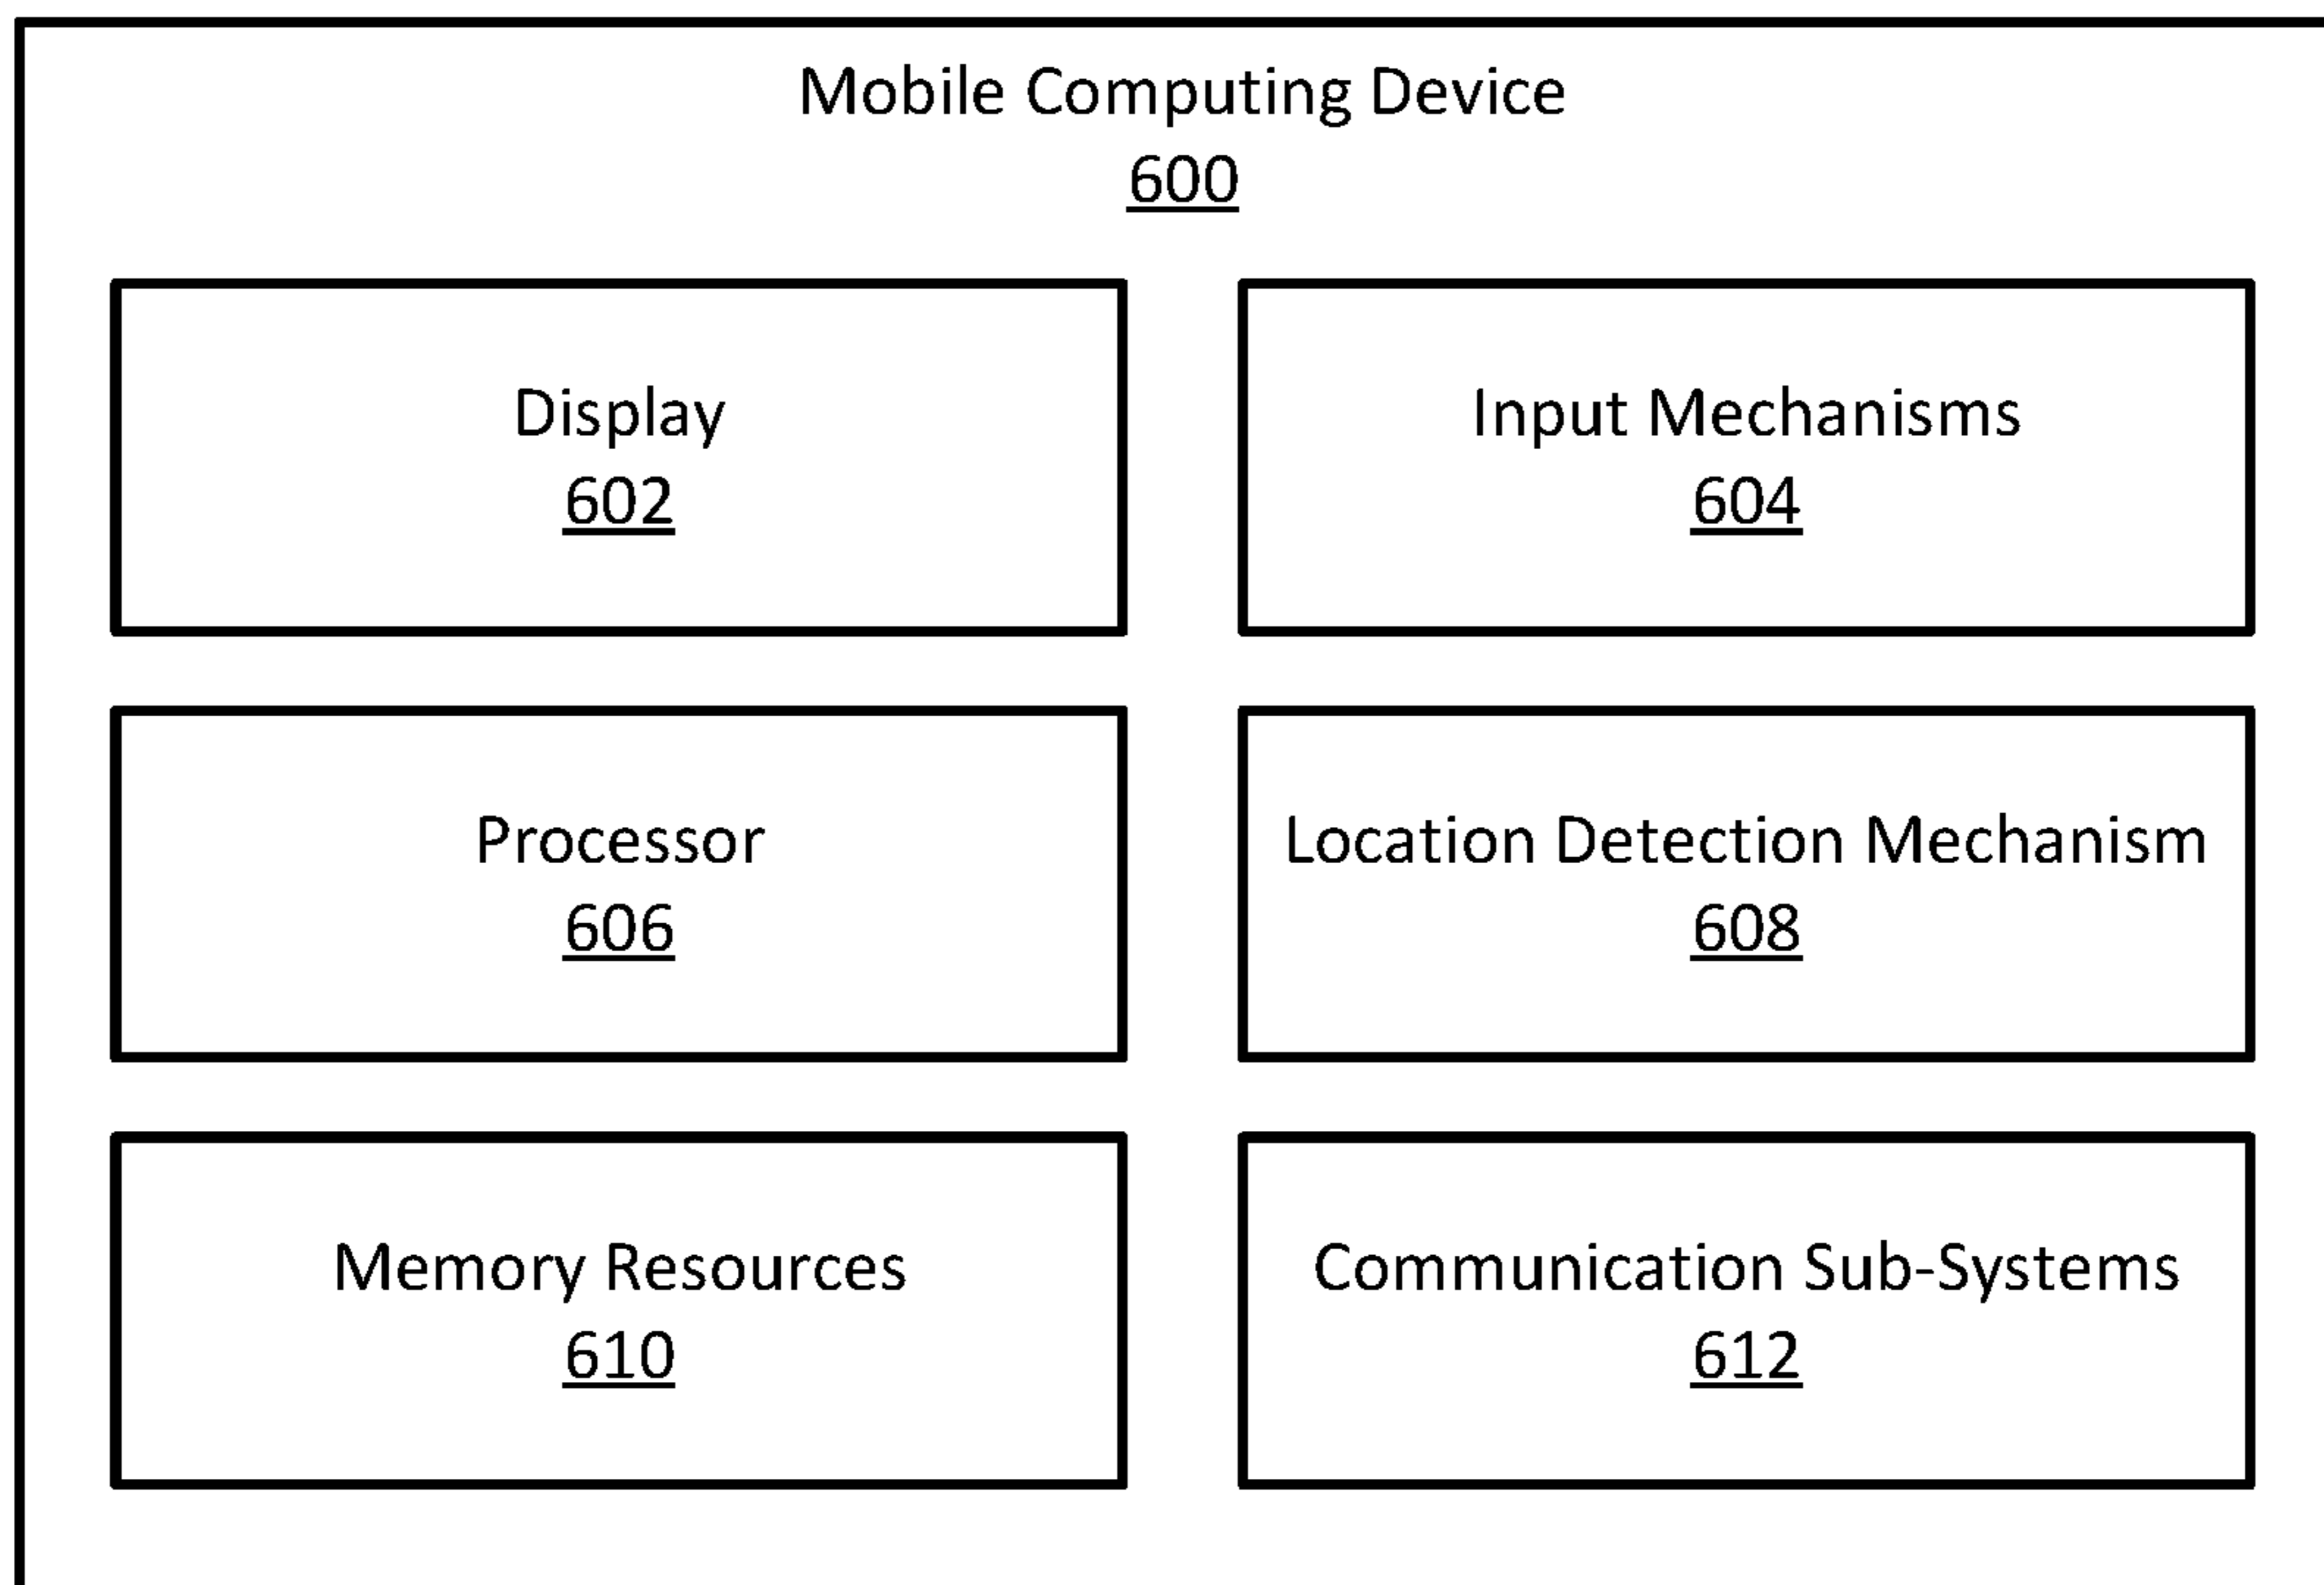 Mobile Computing Device
600
Display
602
Input Mechanisms
604
Processor
606
Location Detection Mechanism
608
Memory Resources
610
Communication Sub-Systems
612